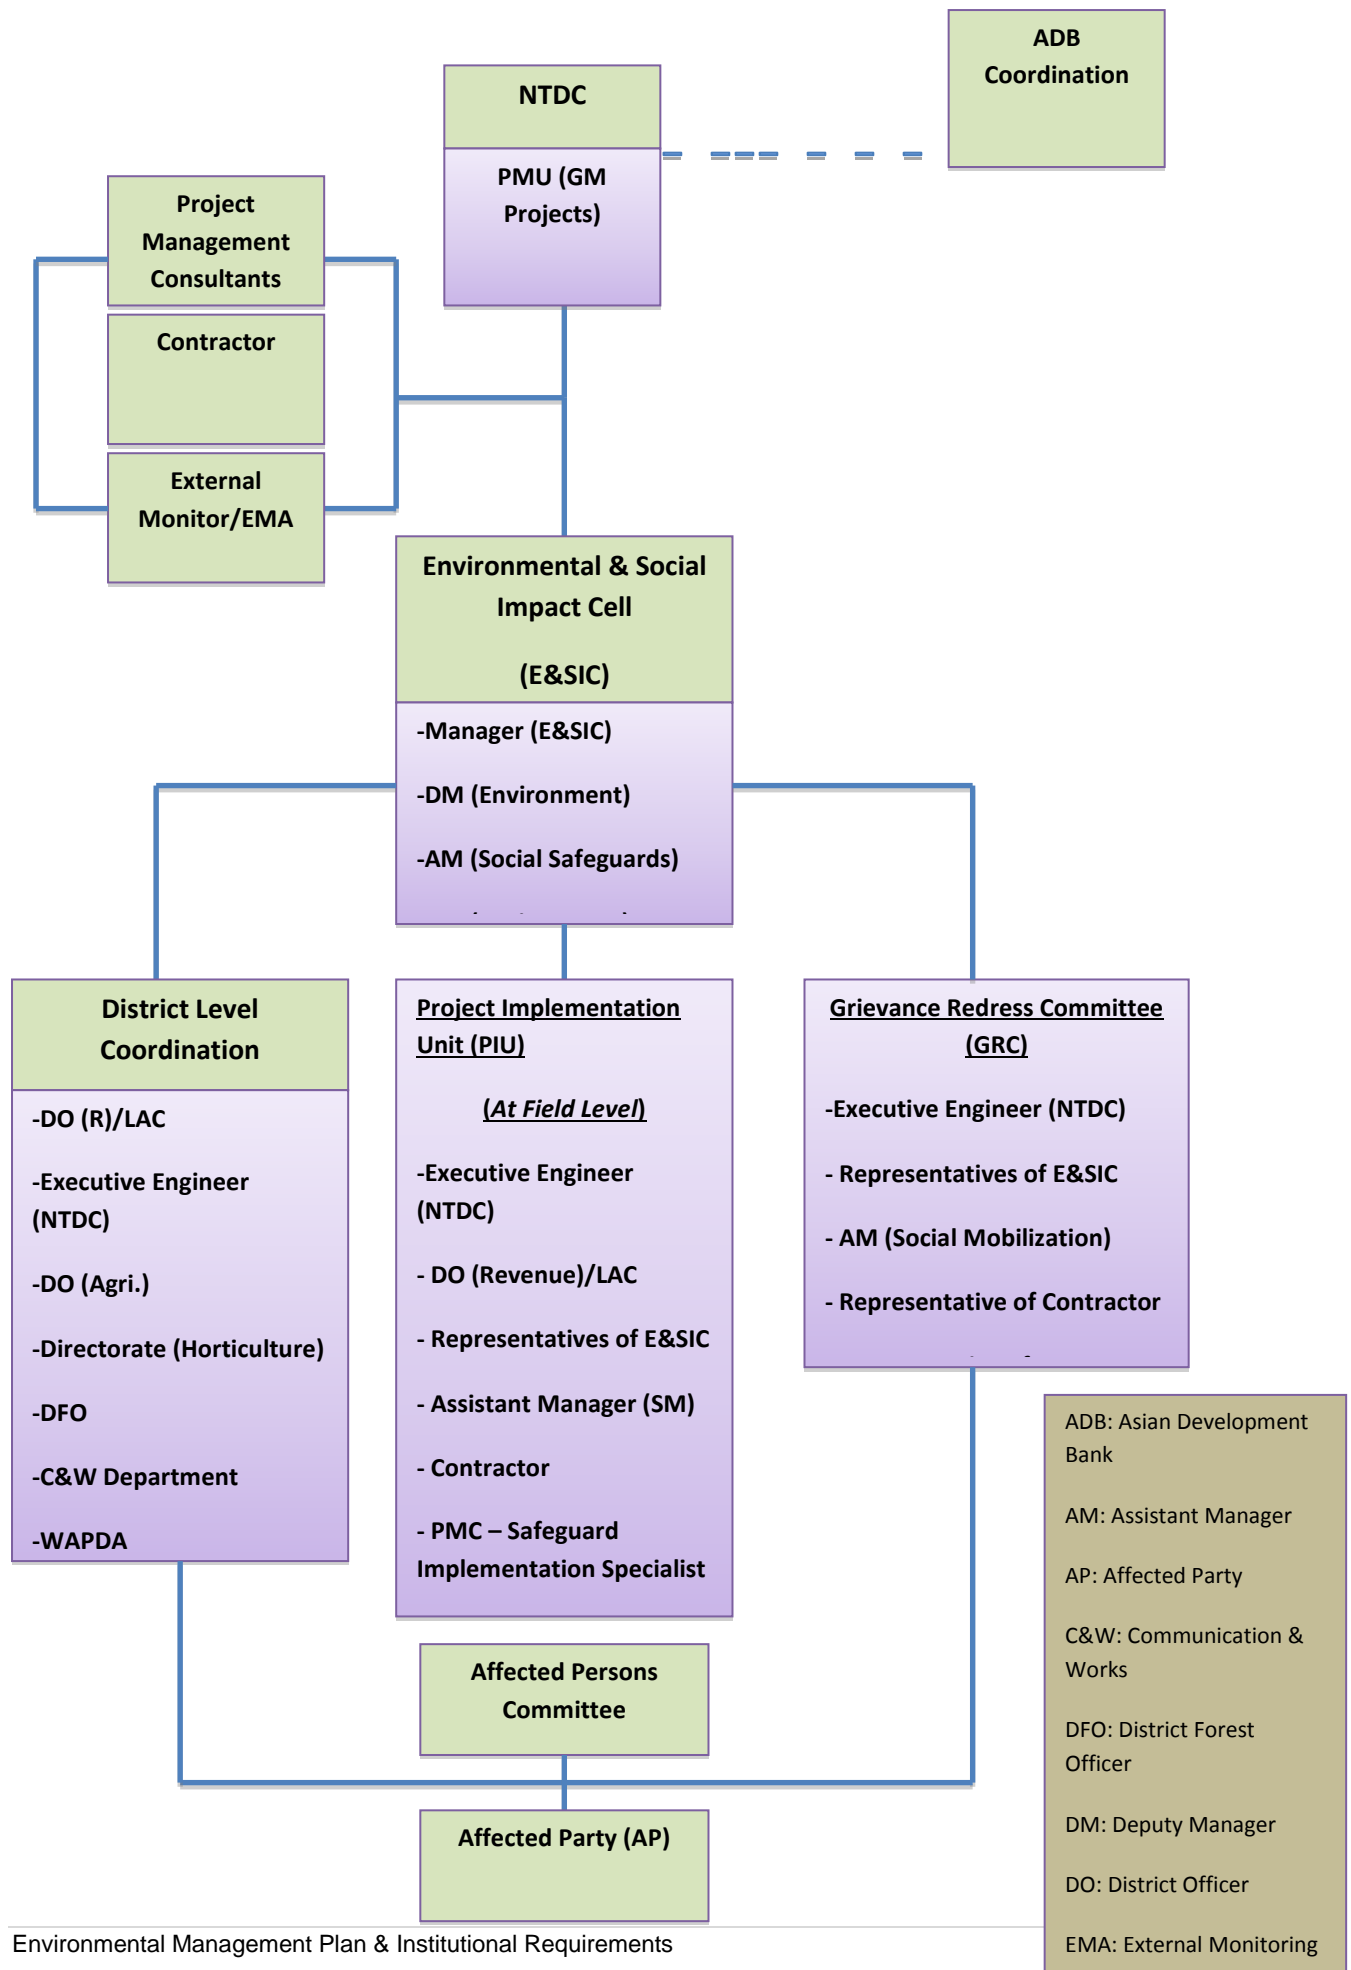 ADB
Coordination
NTDC
PMU (GM
Projects)
Project
Management
Consultants
Contractor
External
Monitor/EMA
Environmental & Social
Impact Cell
(E&SIC)
-Manager (E&SIC)
-DM (Environment)
-AM (Social Safeguards)
District Level
Coordination
-DO (R)/LAC
-Executive Engineer
(NTDC)
-DO (Agri.)
-Directorate (Horticulture)
-DFO
-C&W Department
-WAPDA
Project Implementation
Unit (PIU)
(At Field Level)
-Executive Engineer
(NTDC)
- DO (Revenue)/LAC
- Representatives of E&SIC
- Assistant Manager (SM)
- Contractor
- PMC – Safeguard
Implementation Specialist
Grievance Redress Committee
(GRC)
-Executive Engineer (NTDC)
- Representatives of E&SIC
- AM (Social Mobilization)
- Representative of Contractor
Affected Persons
Committee
Affected Party (AP)
ADB: Asian Development
Bank
AM: Assistant Manager
AP: Affected Party
C&W: Communication &
Works
DFO: District Forest
Officer
DM: Deputy Manager
DO: District Officer
EMA: External Monitoring
Environmental Management Plan & Institutional Requirements